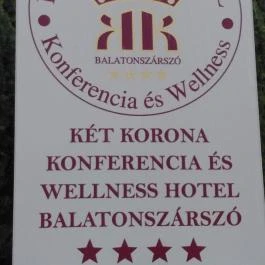 BALATONSZÁRSZÓ
Konferencia és Wellness
KÉT KORONA
KONFERENCIA ÉS
WELLNESS HOTEL
BALATONSZÁRSZÓ